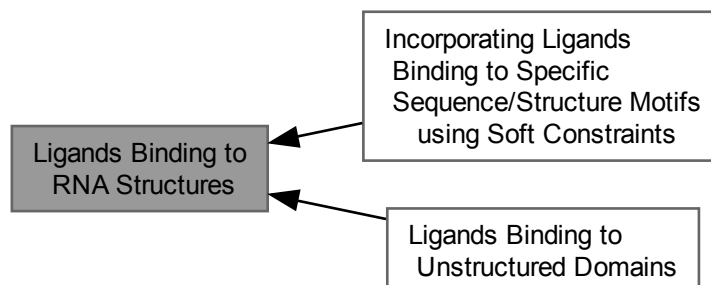 Incorporating Ligands
Binding to Specific
Sequence/Structure Motifs
using Soft Constraints
Ligands Binding to
RNA Structures
Ligands Binding to
Unstructured Domains